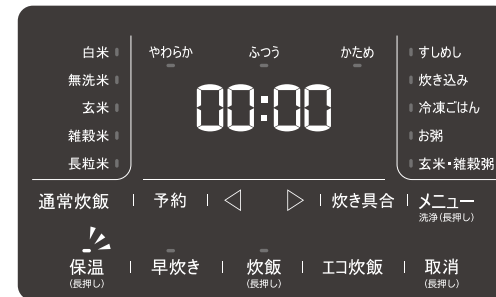 白米
無洗米
玄米
雑穀米
長粒米
やわらか ふつう かため
00:00
すしめし
炊き込み
冷凍ごはん
お粥
玄米・雑穀粥
通常炊飯 予約 炊き具合 メニュー
洗浄(長押し)
保温 早炊き 炊飯 エコ炊飯 取消
(長押し) (長押し) (長押し)